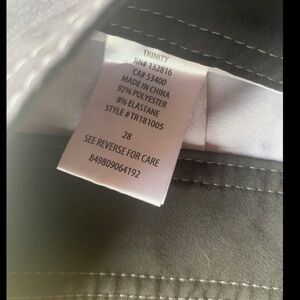 TRINITY
RN# 132816
CA# 53400
MADE IN CHINA
92% POLYESTER
8% ELASTANE
STYLE # TR18100S
28
SEE REVERSE FOR CARE
849809064192